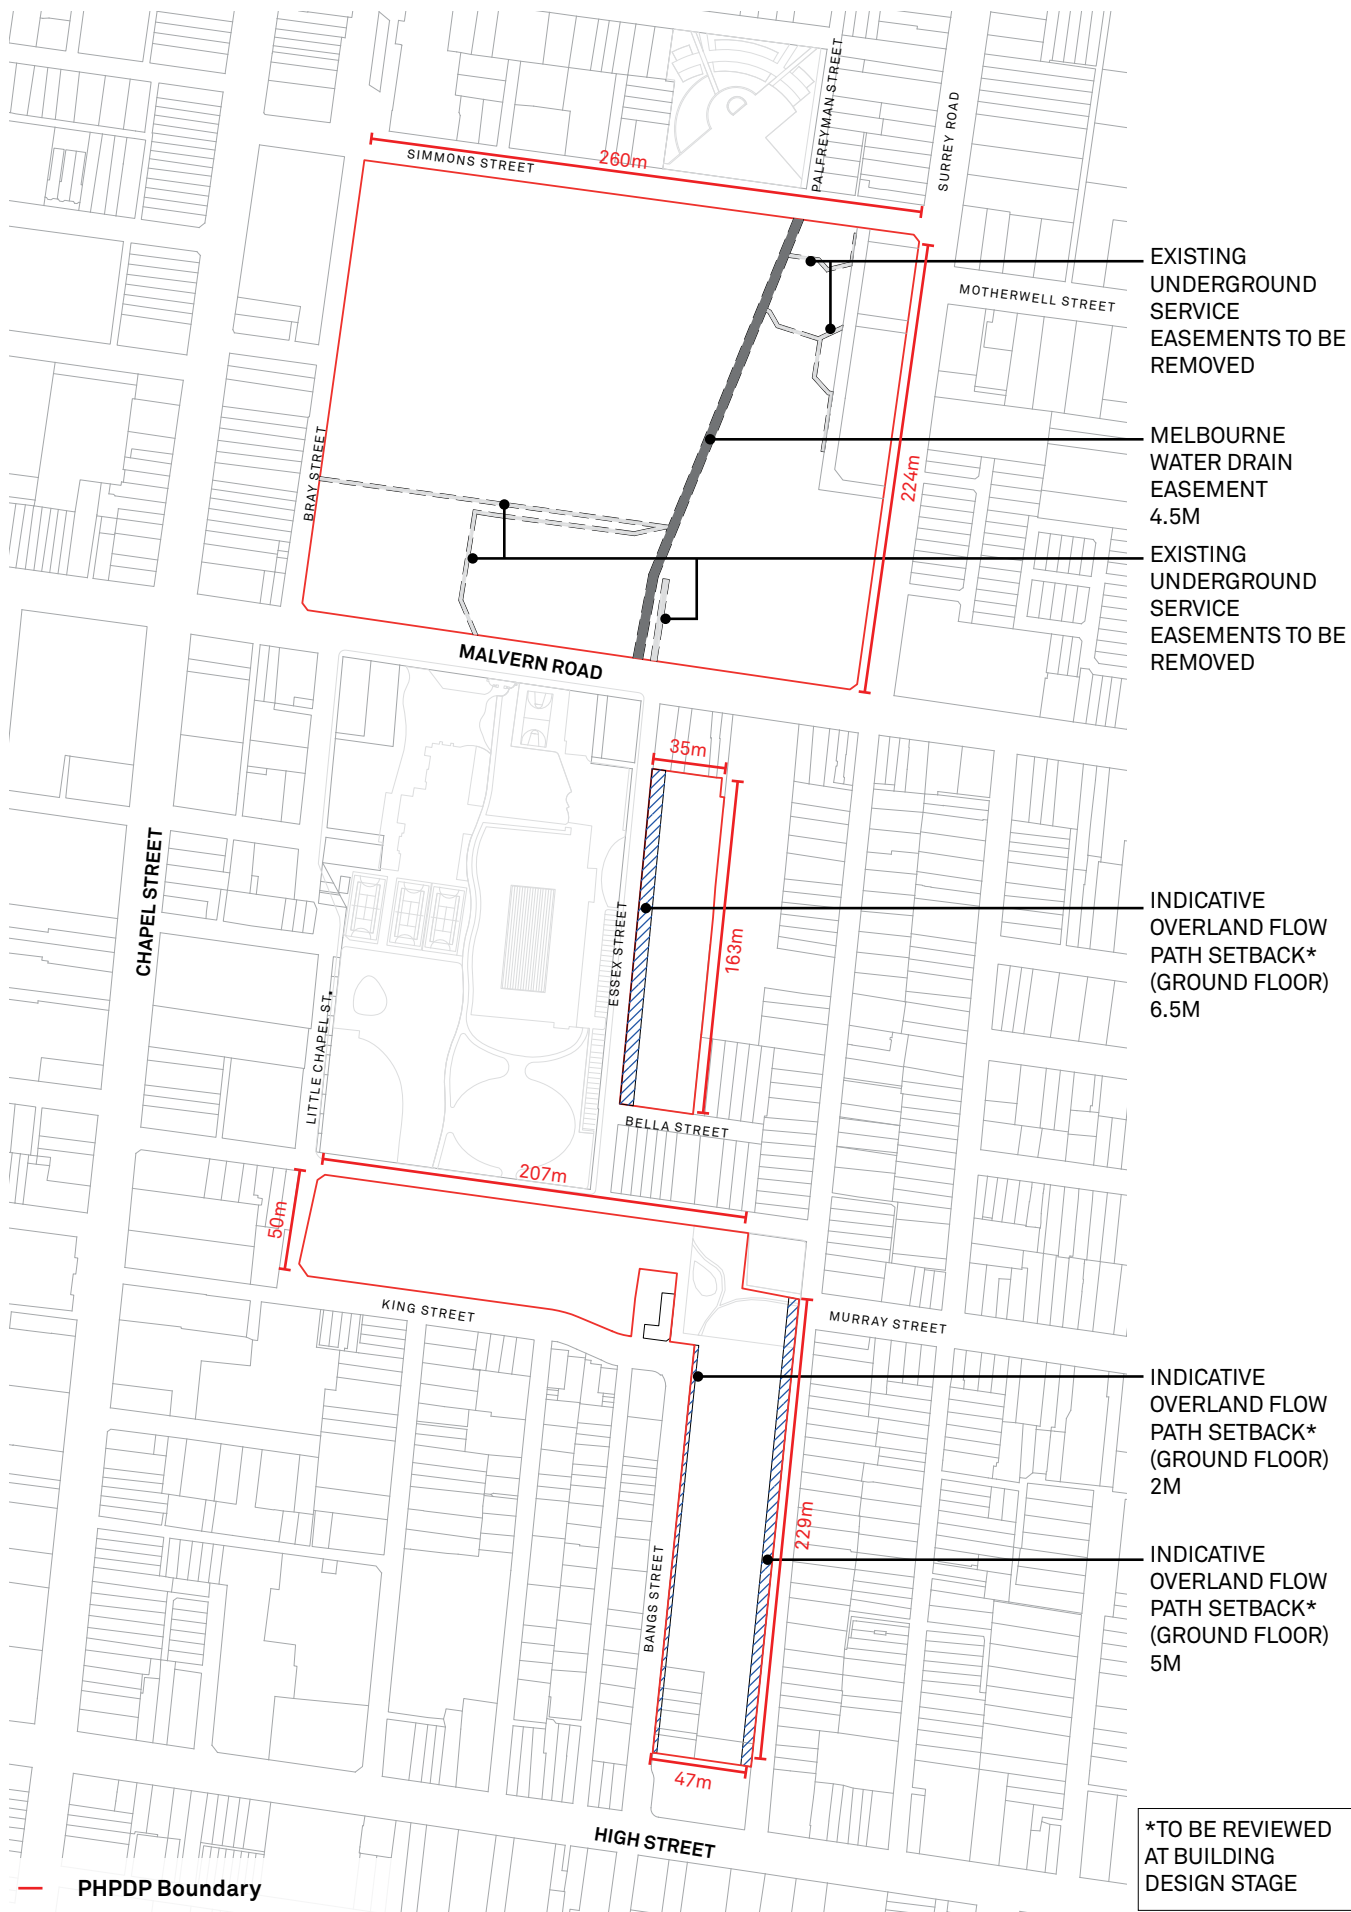 PALFREYMAN STREET
SURREY ROAD
SIMMONS STREET
260m
EXISTING
UNDERGROUND
SERVICE
EASEMENTS TO BE
REMOVED
MOTHERWELL STREET
MELBOURNE
WATER DRAIN
EASEMENT
4.5M
224m
BRAY STREET
EXISTING
UNDERGROUND
SERVICE
EASEMENTS TO BE
REMOVED
MALVERN ROAD
35m
CHAPEL STREET
INDICATIVE
OVERLAND FLOW
PATH SETBACK*
(GROUND FLOOR)
6.5M
ESSEX STREET
163m
LITTLE CHAPEL ST.
BELLA STREET
207m
50m
KING STREET
MURRAY STREET
INDICATIVE
OVERLAND FLOW
PATH SETBACK*
(GROUND FLOOR)
2M
229m
BANGS STREET
INDICATIVE
OVERLAND FLOW
PATH SETBACK*
(GROUND FLOOR)
5M
47m
HIGH STREET
*TO BE REVIEWED
AT BUILDING
DESIGN STAGE
PHPDP Boundary